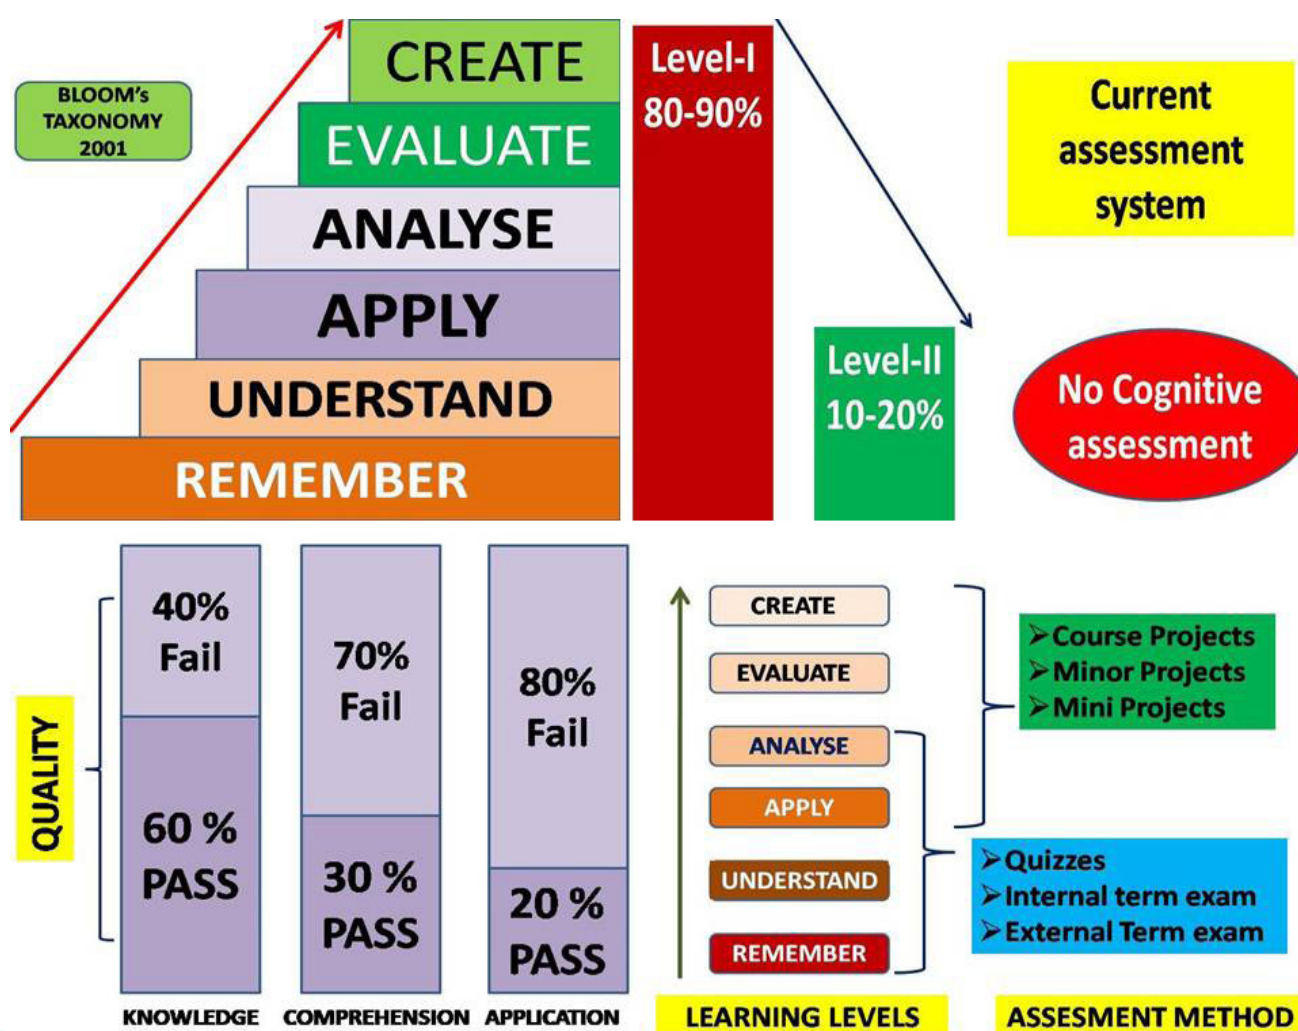 BLOOM's
TAXONOMY
2001
CREATE
EVALUATE
ANALYSE
APPLY
UNDERSTAND
REMEMBER
Level-I
80-90%
Level-II
10-20%
Current
assessment
system
No Cognitive
assessment
QUALITY
40%
Fail
60 %
PASS
KNOWLEDGE
70%
Fail
30 %
PASS
COMPREHENSION
80%
Fail
20 %
PASS
APPLICATION
CREATE
EVALUATE
ANALYSE
APPLY
UNDERSTAND
REMEMBER
LEARNING LEVELS
➢Course Projects
➢Minor Projects
➢Mini Projects
➢Quizzes
➢Internal term exam
➢External Term exam
ASSESMENT METHOD